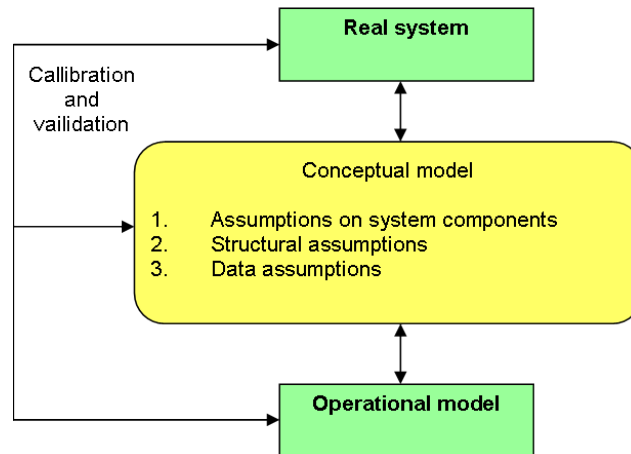 Real system
Callibration
and
vailidation
Conceptual model
1. Assumptions on system components
2. Structural assumptions
3. Data assumptions
Operational model